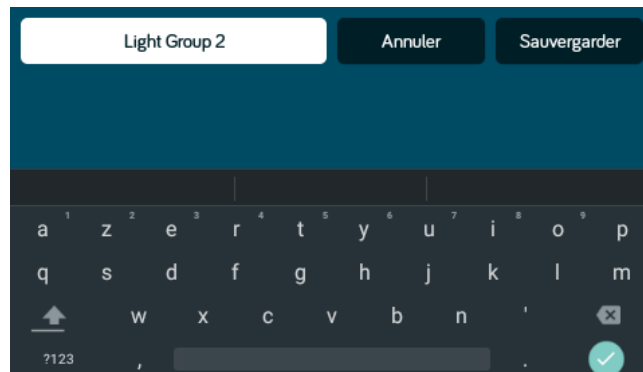 Light Group 2 Annuler Sauvergarder
1 2 3 4 5 6 7 8 9
a z e r t y u i o p
q s d f g h j k l m
w x c v b n '
?123 , .